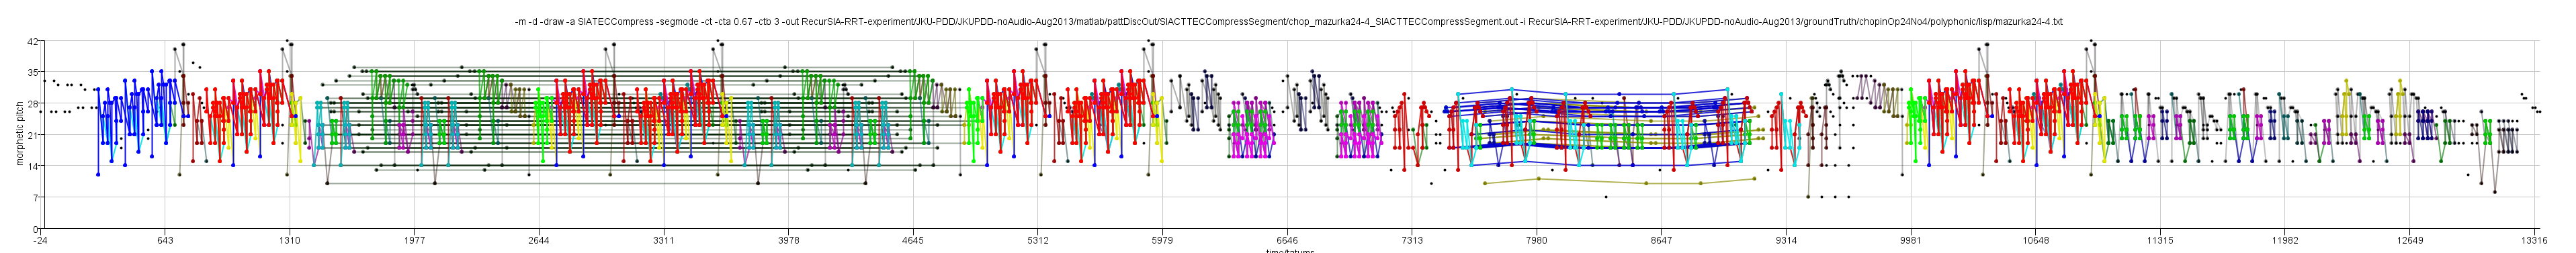 -m -d -draw -a SIATECCompress -segmode -ct -cta 0.67 -ctb 3 -out RecurSIA-RRT-experiment/JKU-PDD/JKUPDD-noAudio-Aug2013/matlab/pattDiscOut/SIACTTECCompressSegment/chop_mazurka24-4_SIACTTECCompressSegment.out -i RecurSIA-RRT-experiment/JKU-PDD/JKUPDD-noAudio-Aug2013/groundTruth/chopinOp24No4/polyphonic/lisp/mazurka24-4.txt
42
35
28
21
14
7
0
morphetic pitch
-24 643 1310 1977 2644 3311 3978 4645 5312 5979 6646 7313 7980 8647 9314 9981 10648 11315 11982 12649 13316
time/tatums